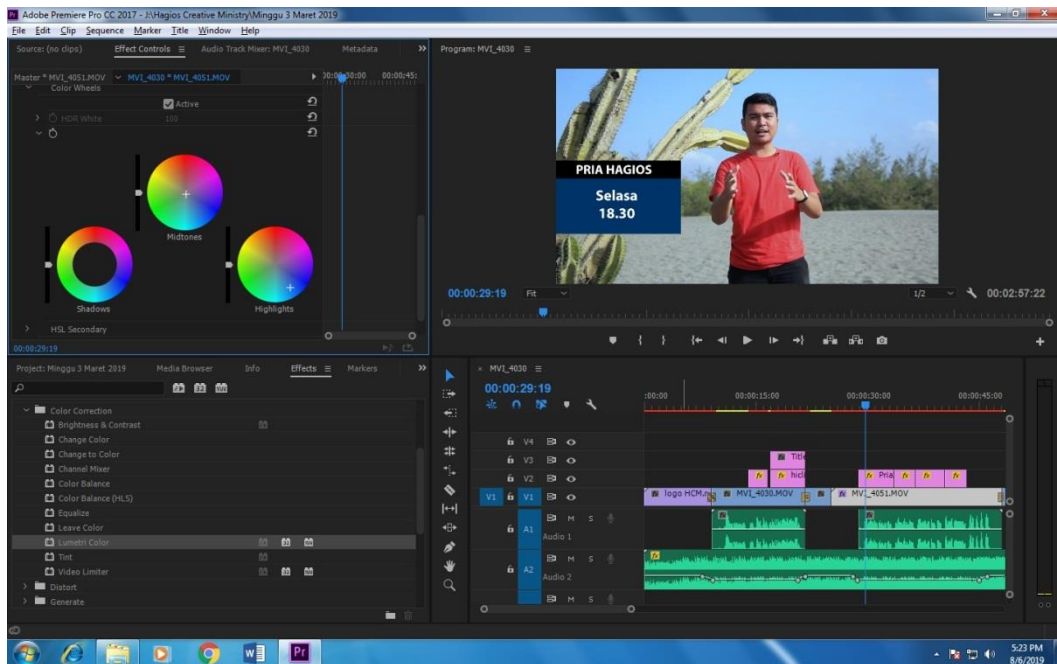 Adobe Premiere Pro CC 2017 - J:\Hagios Creative Ministry\Minggu 3 Maret 2019
File Edit Clip Sequence Marker Title Window Help
Source: (no clips) Effect Controls Audio Track Mixer: MVI_4030 Metadata
Master * MVI_4051.MOV MVI_4030 * MVI_4051.MOV 00:00:45:
Color Wheels
Active
HDR White 100
Midtones
Shadows
Highlights
HSL Secondary
00:00:29:19
Program: MVI_4030
PRIA HAGIOS
Selasa
18.30
00:00:29:19 Fit 1/2 00:02:57:22
Project: Minggu 3 Maret 2019 Media Browser Info Effects Markers
Color Correction
Brightness & Contrast
Change Color
Change to Color
Channel Mixer
Color Balance
Color Balance (HLS)
Equalize
Leave Color
Lumetri Color
Tint
Video Limiter
Distort
Generate
MVI_4030
00:00:29:19
:00:00 00:00:15:00 00:00:30:00 00:00:45:00
V4
V3 Title
V2 Pria
V1 V1 logo HCM MVI_4030.MOV MVI_4051.MOV
A1 M S
Audio 1
A2 M S
Audio 2
M S
5:23 PM
8/6/2019